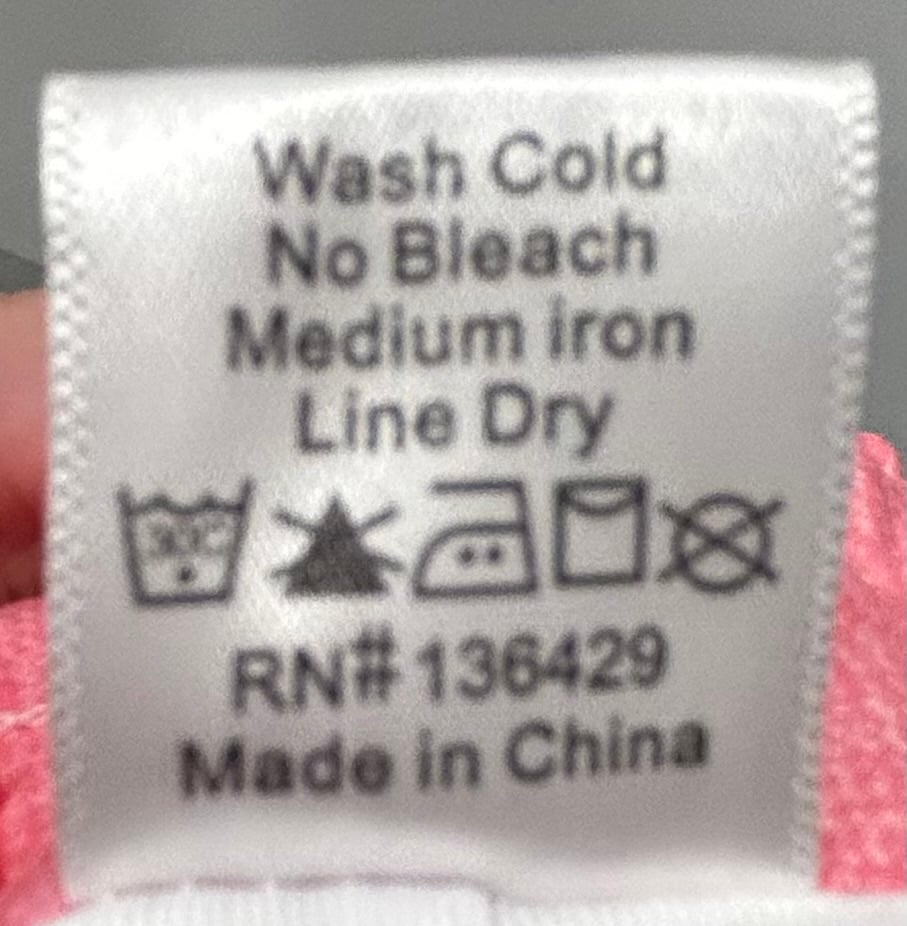 Wash Cold
No Bleach
Medium iron
Line Dry
30°C
RN# 136429
Made in China